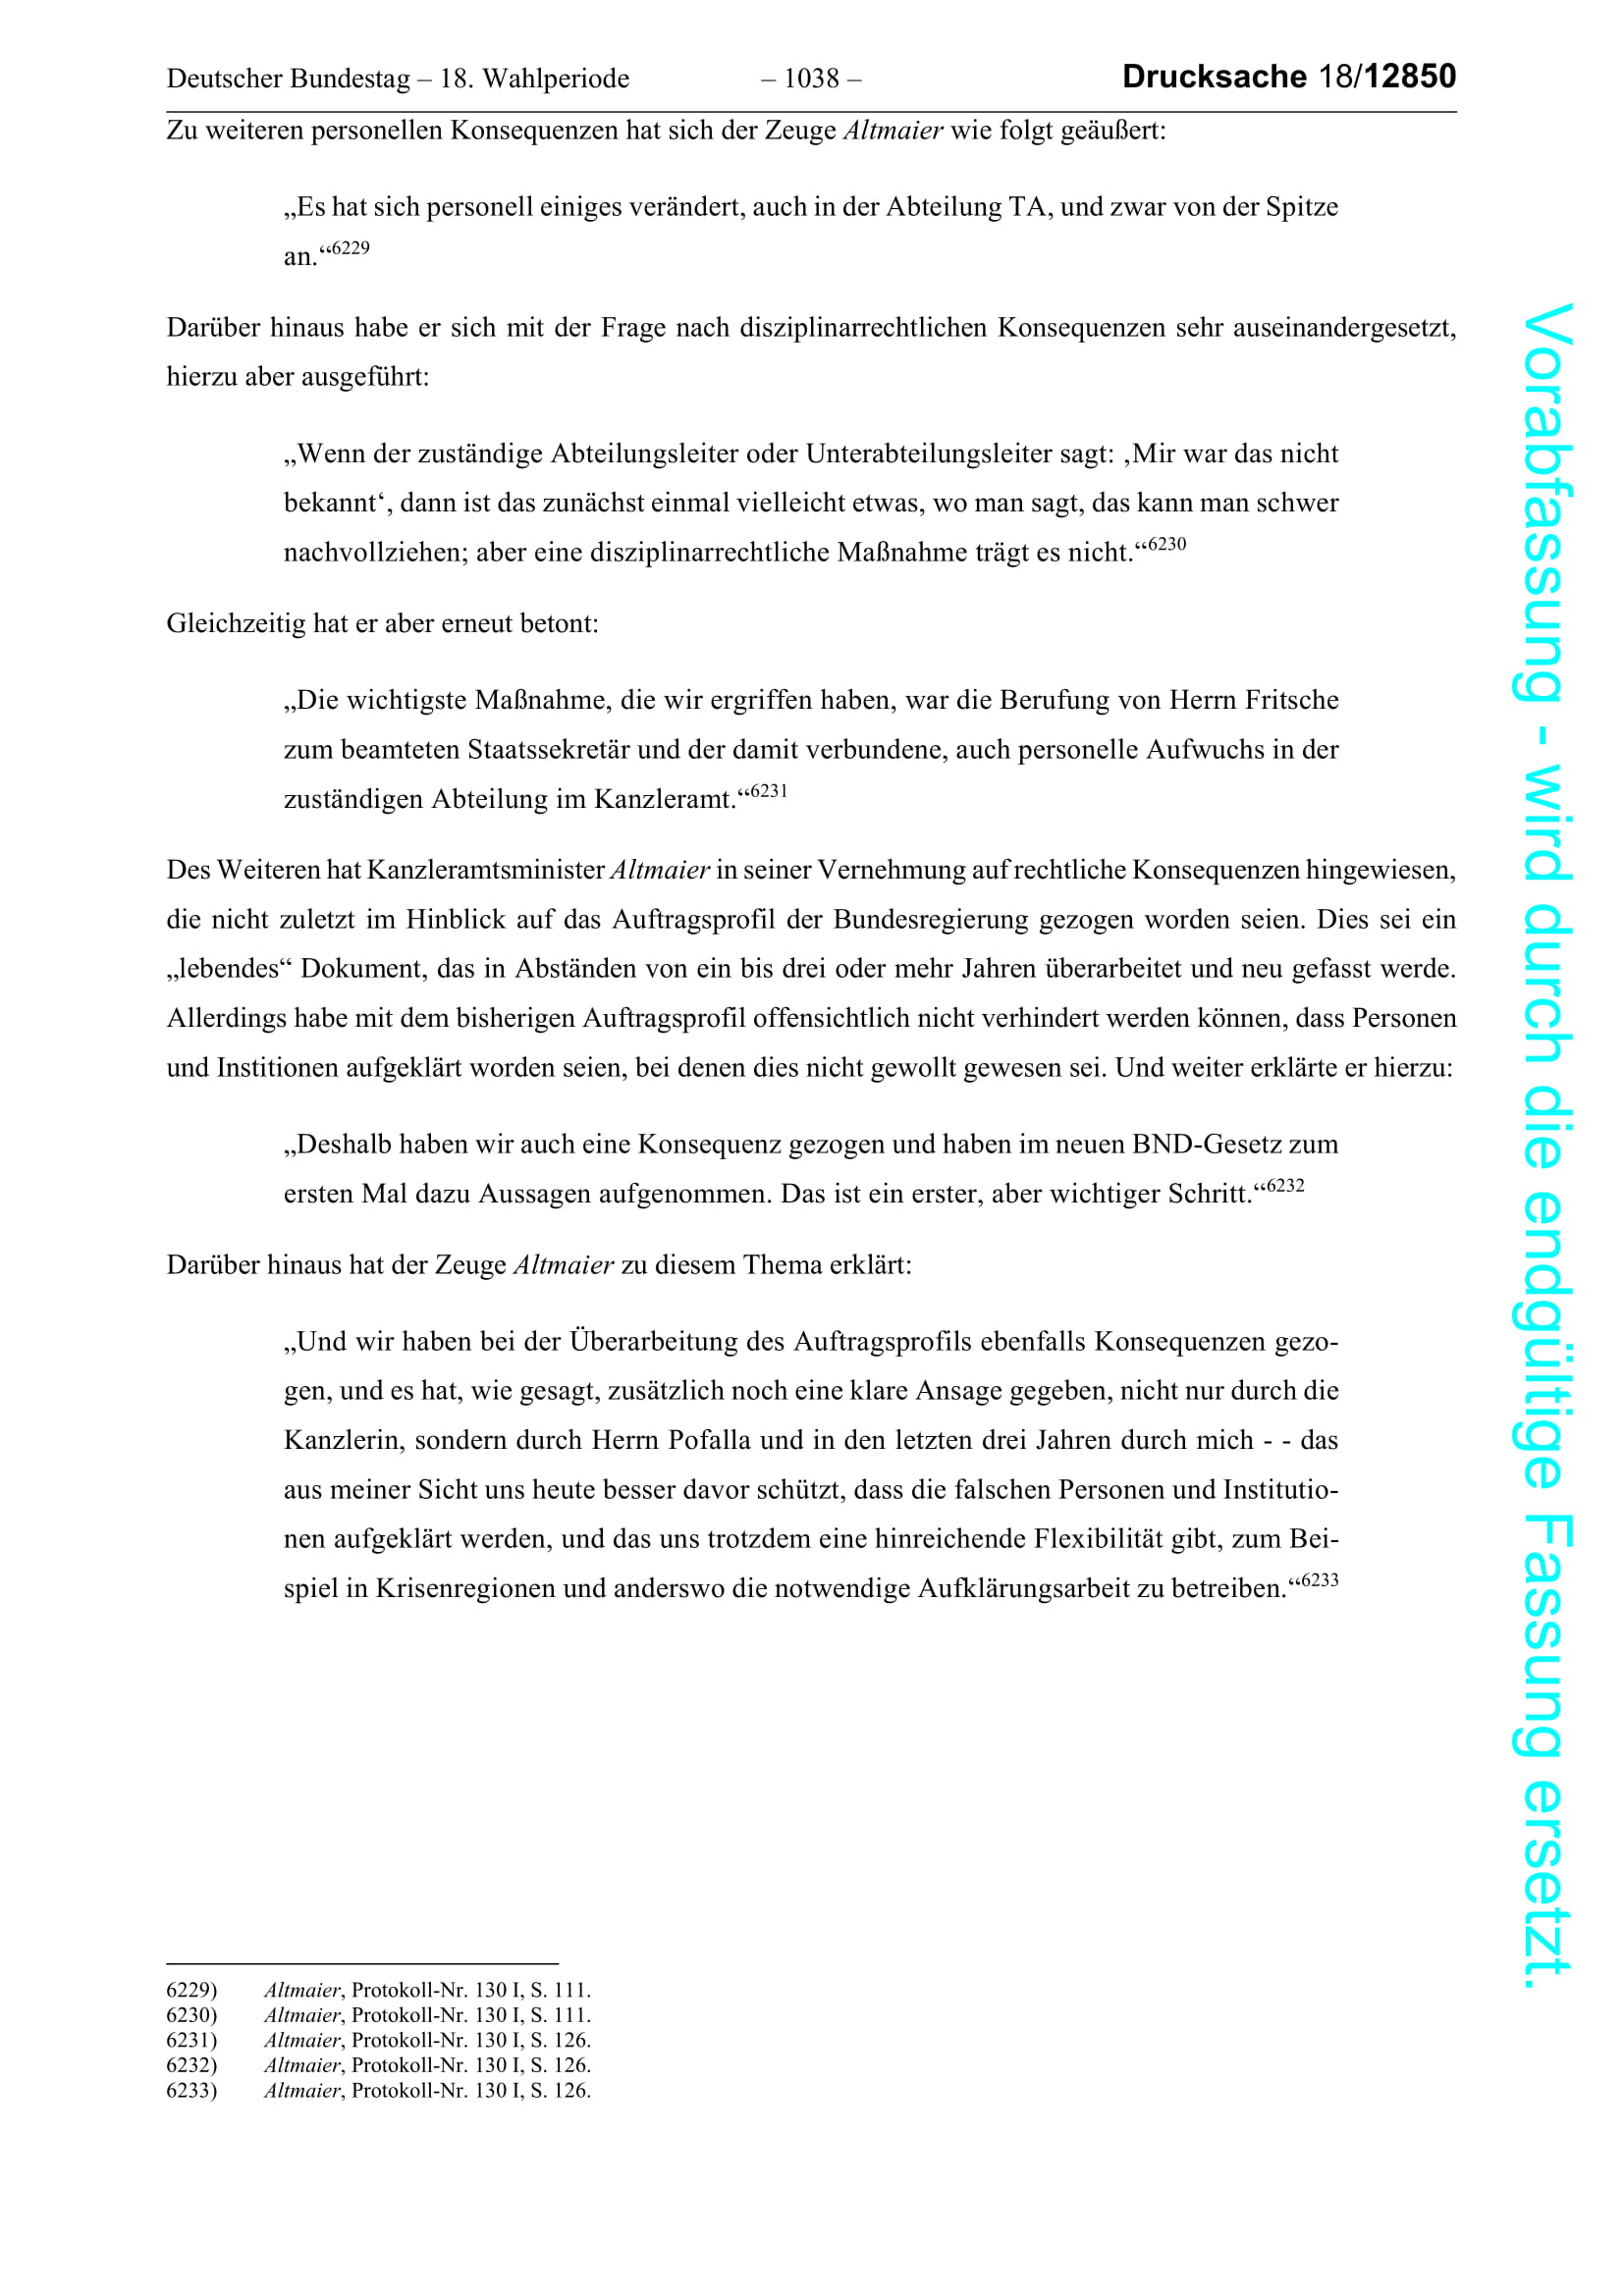 Deutscher Bundestag – 18. Wahlperiode – 1038 – Drucksache 18/12850
Zu weiteren personellen Konsequenzen hat sich der Zeuge Altmaier wie folgt geäußert:
„Es hat sich personell einiges verändert, auch in der Abteilung TA, und zwar von der Spitze
an.“6229
Darüber hinaus habe er sich mit der Frage nach disziplinarrechtlichen Konsequenzen sehr auseinandergesetzt,
hierzu aber ausgeführt:
„Wenn der zuständige Abteilungsleiter oder Unterabteilungsleiter sagt: ‚Mir war das nicht
bekannt‘, dann ist das zunächst einmal vielleicht etwas, wo man sagt, das kann man schwer
nachvollziehen; aber eine disziplinarrechtliche Maßnahme trägt es nicht.“6230
Gleichzeitig hat er aber erneut betont:
„Die wichtigste Maßnahme, die wir ergriffen haben, war die Berufung von Herrn Fritsche
zum beamteten Staatssekretär und der damit verbundene, auch personelle Aufwuchs in der
zuständigen Abteilung im Kanzleramt.“6231
Des Weiteren hat Kanzleramtsminister Altmaier in seiner Vernehmung auf rechtliche Konsequenzen hingewiesen,
die nicht zuletzt im Hinblick auf das Auftragsprofil der Bundesregierung gezogen worden seien. Dies sei ein
„lebendes“ Dokument, das in Abständen von ein bis drei oder mehr Jahren überarbeitet und neu gefasst werde.
Allerdings habe mit dem bisherigen Auftragsprofil offensichtlich nicht verhindert werden können, dass Personen
und Institionen aufgeklärt worden seien, bei denen dies nicht gewollt gewesen sei. Und weiter erklärte er hierzu:
„Deshalb haben wir auch eine Konsequenz gezogen und haben im neuen BND-Gesetz zum
ersten Mal dazu Aussagen aufgenommen. Das ist ein erster, aber wichtiger Schritt.“6232
Darüber hinaus hat der Zeuge Altmaier zu diesem Thema erklärt:
„Und wir haben bei der Überarbeitung des Auftragsprofils ebenfalls Konsequenzen gezo-
gen, und es hat, wie gesagt, zusätzlich noch eine klare Ansage gegeben, nicht nur durch die
Kanzlerin, sondern durch Herrn Pofalla und in den letzten drei Jahren durch mich - - das
aus meiner Sicht uns heute besser davor schützt, dass die falschen Personen und Institutio-
nen aufgeklärt werden, und das uns trotzdem eine hinreichende Flexibilität gibt, zum Bei-
spiel in Krisenregionen und anderswo die notwendige Aufklärungsarbeit zu betreiben.“6233
6229) Altmaier, Protokoll-Nr. 130 I, S. 111.
6230) Altmaier, Protokoll-Nr. 130 I, S. 111.
6231) Altmaier, Protokoll-Nr. 130 I, S. 126.
6232) Altmaier, Protokoll-Nr. 130 I, S. 126.
6233) Altmaier, Protokoll-Nr. 130 I, S. 126.
Vorabfassung - wird durch die endgültige Fassung ersetzt.